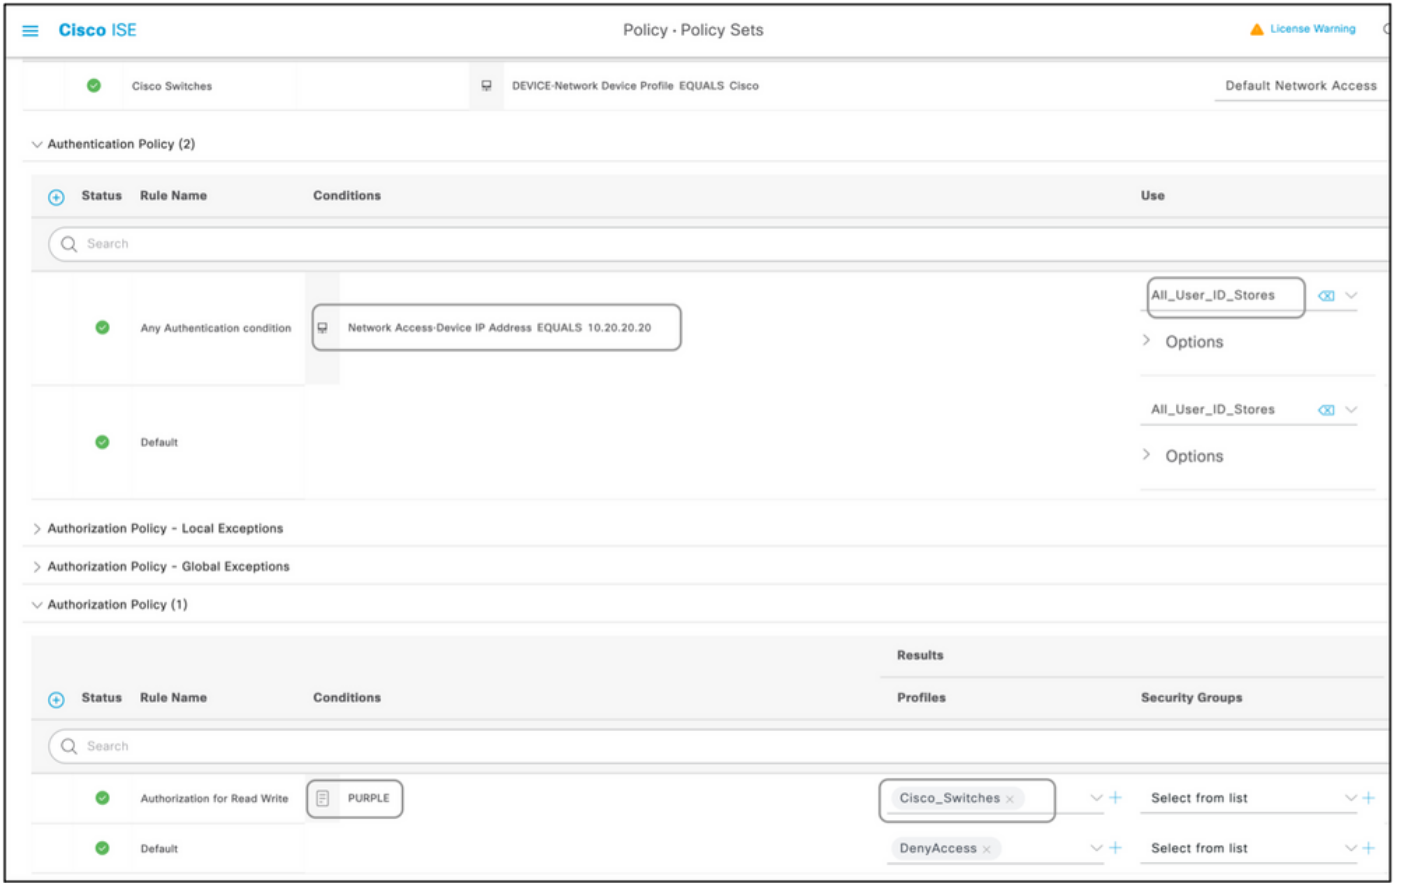 Cisco ISE
Policy · Policy Sets
License Warning
Cisco Switches
DEVICE·Network Device Profile EQUALS Cisco
Default Network Access
Authentication Policy (2)
Status Rule Name Conditions Use
Search
Any Authentication condition
Network Access·Device IP Address EQUALS 10.20.20.20
All_User_ID_Stores
Options
Default
All_User_ID_Stores
Options
Authorization Policy - Local Exceptions
Authorization Policy - Global Exceptions
Authorization Policy (1)
Results
Status Rule Name Conditions Profiles Security Groups
Search
Authorization for Read Write PURPLE Cisco_Switches × Select from list
Default DenyAccess × Select from list